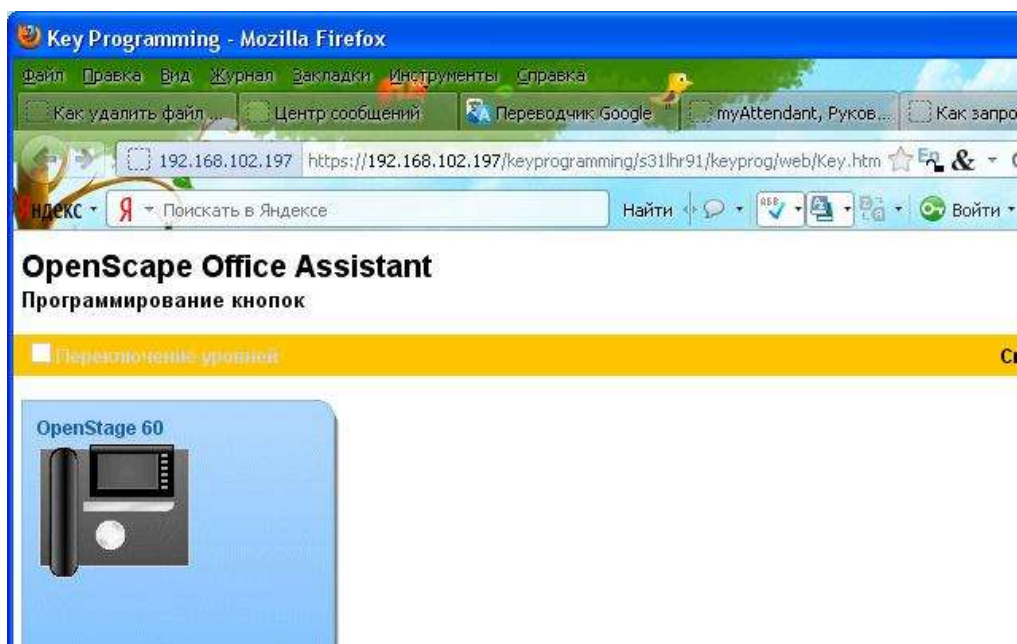 Key Programming - Mozilla Firefox
Файл Правка Вид Журнал Закладки Инструменты Справка
Как удалить файл ... Центр сообщений Переводчик Google myAttendant, Руков... Как запро
192.168.102.197 https://192.168.102.197/keyprogramming/s31lhr91/keyprog/web/Key.htm
Яндекс Я Поискать в Яндексе Найти Войти
OpenScape Office Assistant
Программирование кнопок
Переключение уровней
OpenStage 60